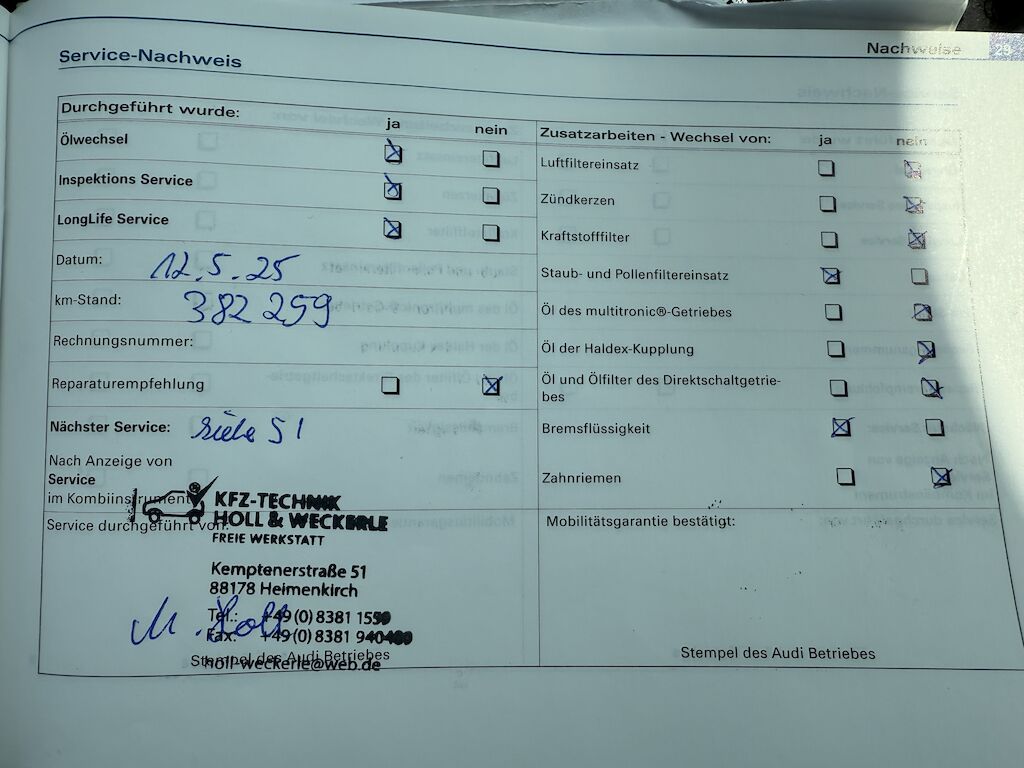 Nachweise
Service-Nachweis
Durchgeführt wurde:
ja nein
Ölwechsel
Inspektions Service
LongLife Service
Datum: 12.5.25
km-Stand: 382 259
Rechnungsnummer:
Reparaturempfehlung
Nächster Service: siehe SI
Nach Anzeige von
Service
im Kombiinstrument
Service durchgeführt von:
KFZ-TECHNIK
HOLL & WECKERLE
FREIE WERKSTATT
Kemptenerstraße 51
88178 Heimenkirch
Tel.: +49 (0) 8381 1550
M. Holl
Fax: +49 (0) 8381
Stempel des Audi Betriebes
holl-weckerle@web.de
Zusatzarbeiten - Wechsel von: ja nein
Luftfiltereinsatz
Zündkerzen
Kraftstofffilter
Staub- und Pollenfiltereinsatz
Öl des multitronic®-Getriebes
Öl der Haldex-Kupplung
Öl und Ölfilter des Direktschaltgetrie-
bes
Bremsflüssigkeit
Zahnriemen
Mobilitätsgarantie bestätigt:
Stempel des Audi Betriebes